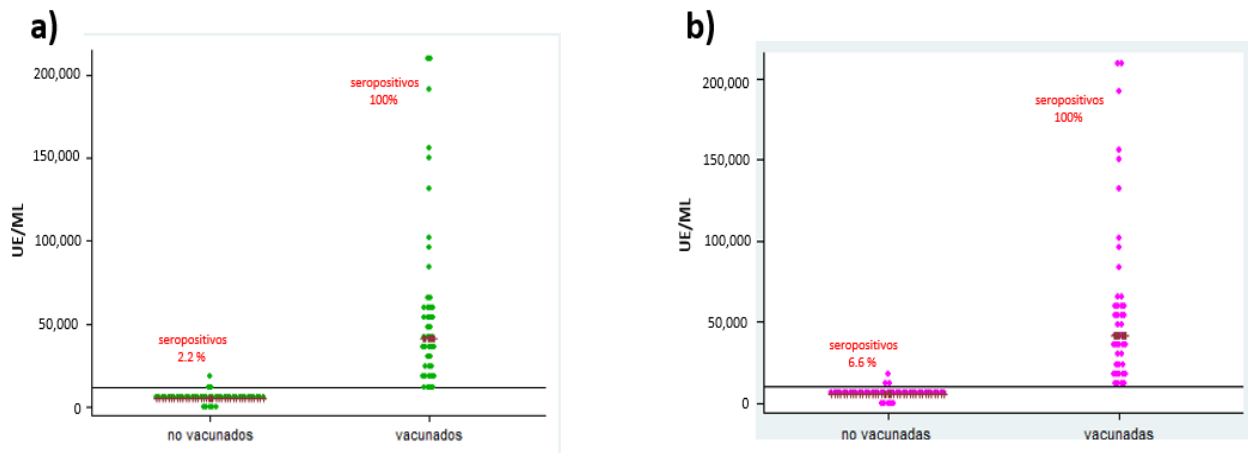 a)
200,000
150,000
100,000
50,000
0
UE/ML
seropositivos
100%
seropositivos
2.2 %
no vacunados
vacunados
b)
200,000
150,000
100,000
50,000
0
UE/ML
seropositivos
100%
seropositivos
6.6 %
no vacunadas
vacunadas